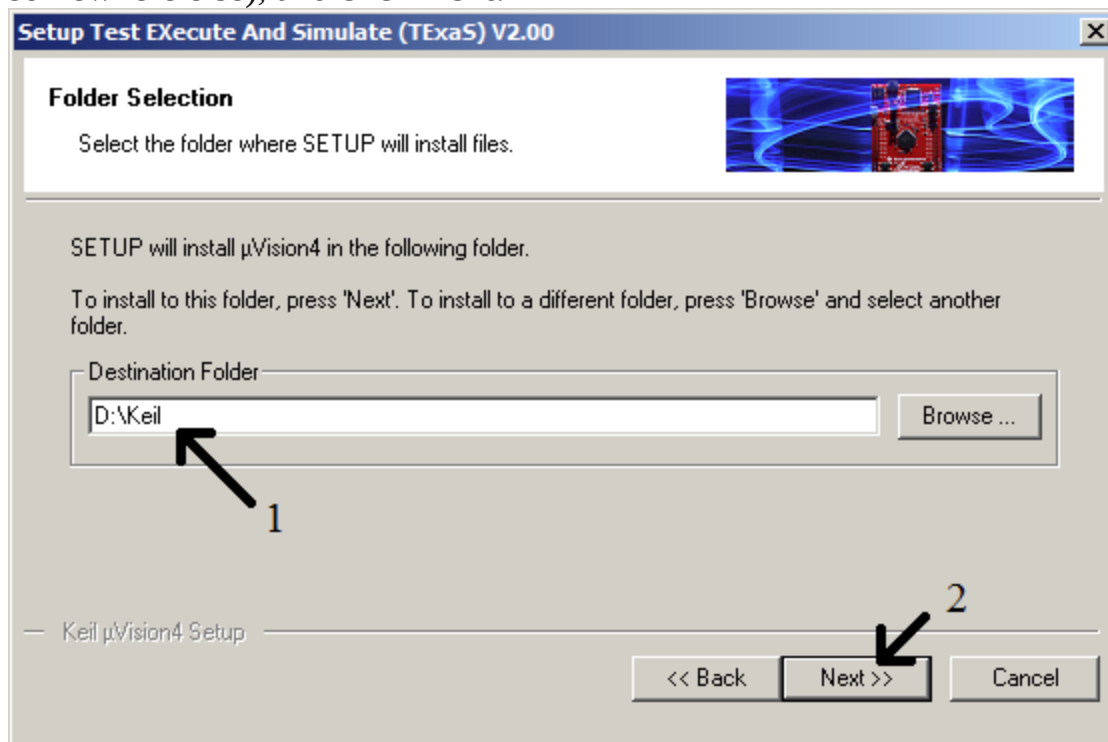 Setup Test EXecute And Simulate (TExaS) V2.00
Folder Selection
Select the folder where SETUP will install files.
SETUP will install µVision4 in the following folder.
To install to this folder, press 'Next'. To install to a different folder, press 'Browse' and select another
folder.
Destination Folder
D:\Keil
Browse ...
1
2
Keil µVision4 Setup
<< Back
Next >>
Cancel